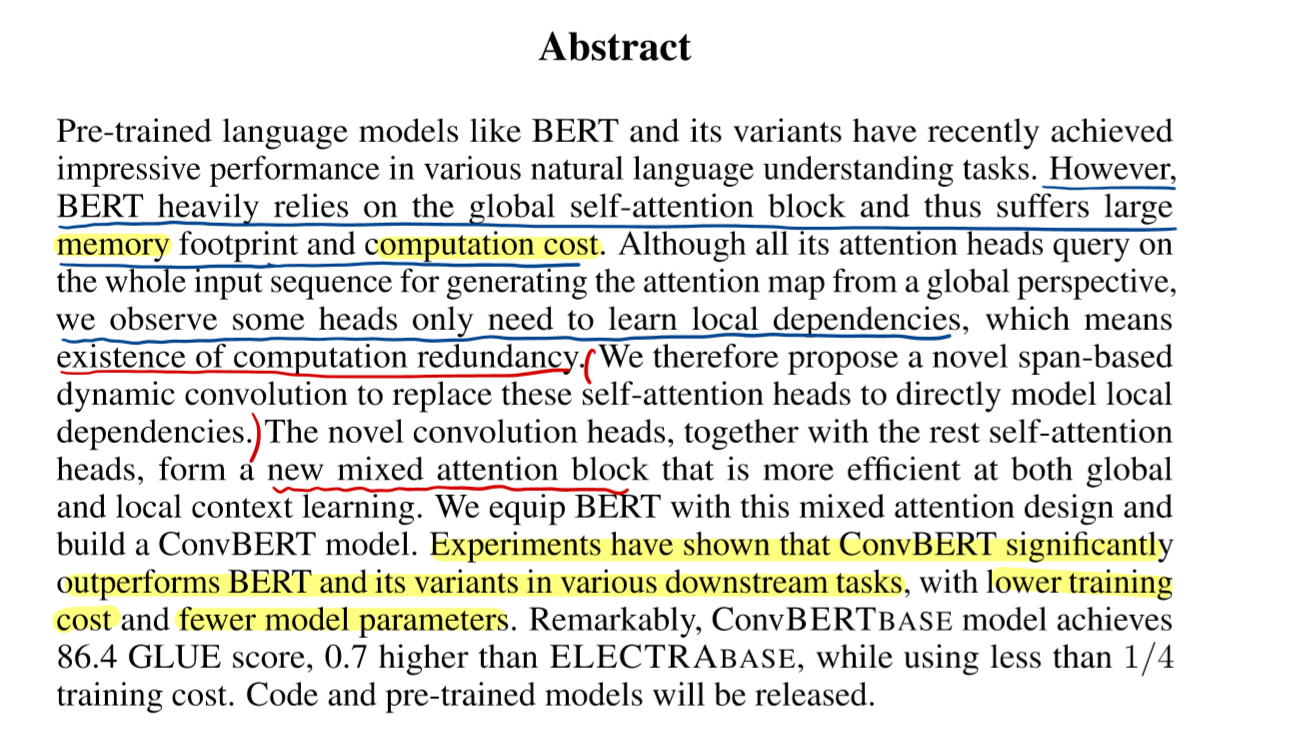 Abstract
Pre-trained language models like BERT and its variants have recently achieved
impressive performance in various natural language understanding tasks. However,
BERT heavily relies on the global self-attention block and thus suffers large
memory footprint and computation cost. Although all its attention heads query on
the whole input sequence for generating the attention map from a global perspective,
we observe some heads only need to learn local dependencies, which means
existence of computation redundancy. We therefore propose a novel span-based
dynamic convolution to replace these self-attention heads to directly model local
dependencies. The novel convolution heads, together with the rest self-attention
heads, form a new mixed attention block that is more efficient at both global
and local context learning. We equip BERT with this mixed attention design and
build a ConvBERT model. Experiments have shown that ConvBERT significantly
outperforms BERT and its variants in various downstream tasks, with lower training
cost and fewer model parameters. Remarkably, ConvBERTBASE model achieves
86.4 GLUE score, 0.7 higher than ELECTRABASE, while using less than 1/4
training cost. Code and pre-trained models will be released.